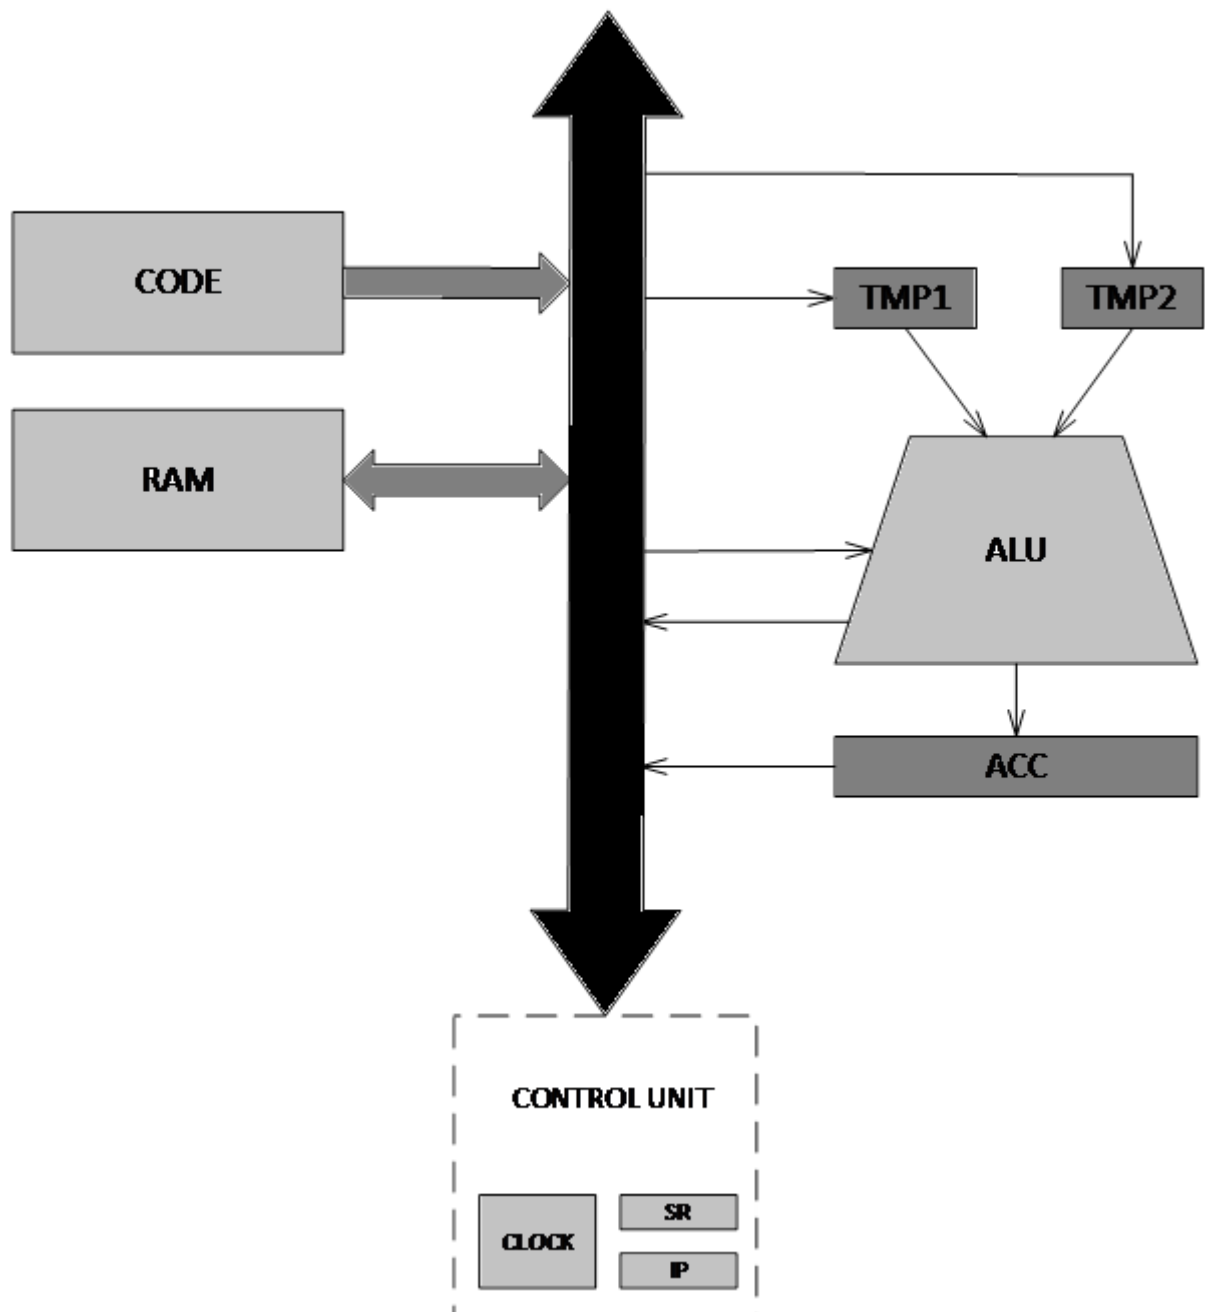 CODE
TMP1
TMP2
RAM
ALU
ACC
CONTROL UNIT
CLOCK
SR
IP